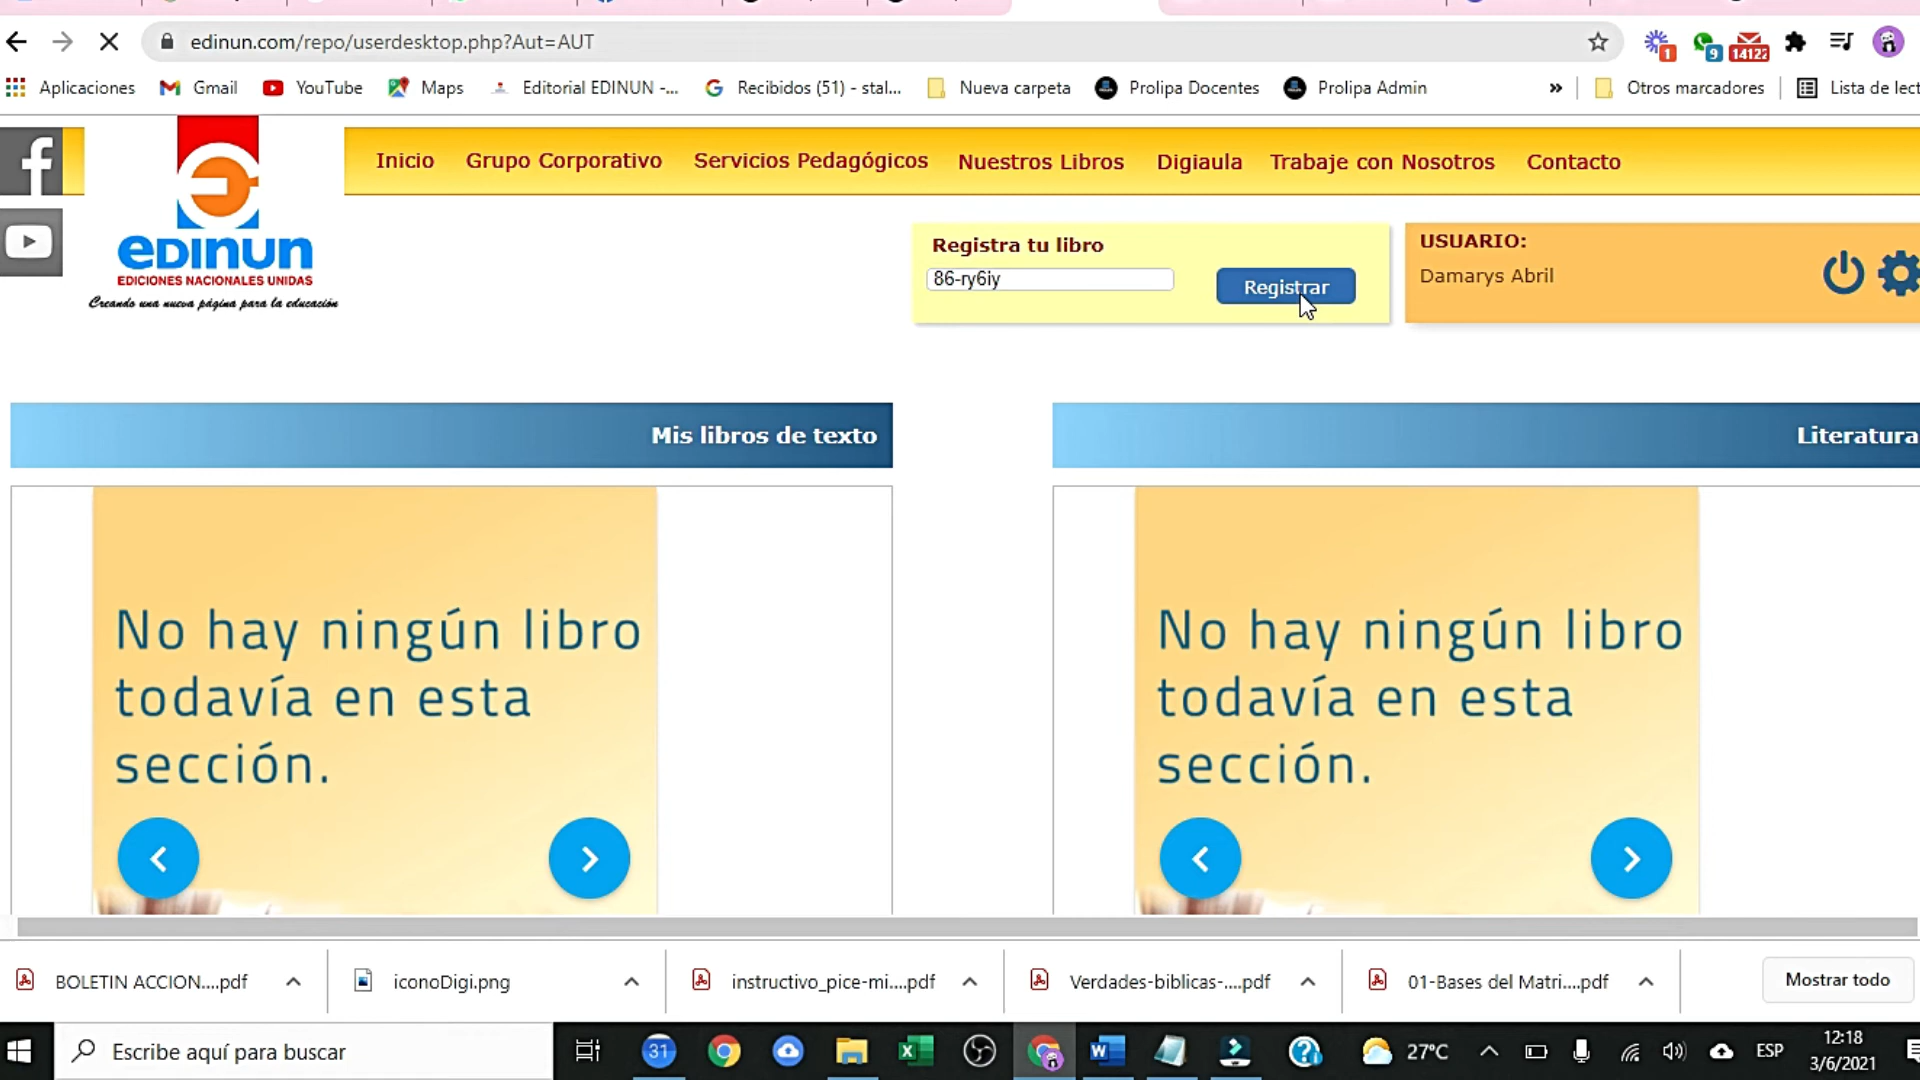 edinun.com/repo/userdesktop.php?Aut=AUT
1
9
14122
Aplicaciones
Gmail
YouTube
Maps
Editorial EDINUN -...
Recibidos (51) - stal...
Nueva carpeta
Prolipa Docentes
Prolipa Admin
»
Otros marcadores
Lista de lect
Inicio
Grupo Corporativo
Servicios Pedagógicos
Nuestros Libros
Digiaula
Trabaje con Nosotros
Contacto
edinun
EDICIONES NACIONALES UNIDAS
Creando una nueva página para la educación
Registra tu libro
86-ry6iy
Registrar
USUARIO:
Damarys Abril
Mis libros de texto
Literatura
No hay ningún libro
todavía en esta
sección.
No hay ningún libro
todavía en esta
sección.
BOLETIN ACCION....pdf
iconoDigi.png
instructivo_pice-mi....pdf
Verdades-biblicas-....pdf
01-Bases del Matri....pdf
Mostrar todo
Escribe aquí para buscar
31
27°C
ESP
12:18
3/6/2021